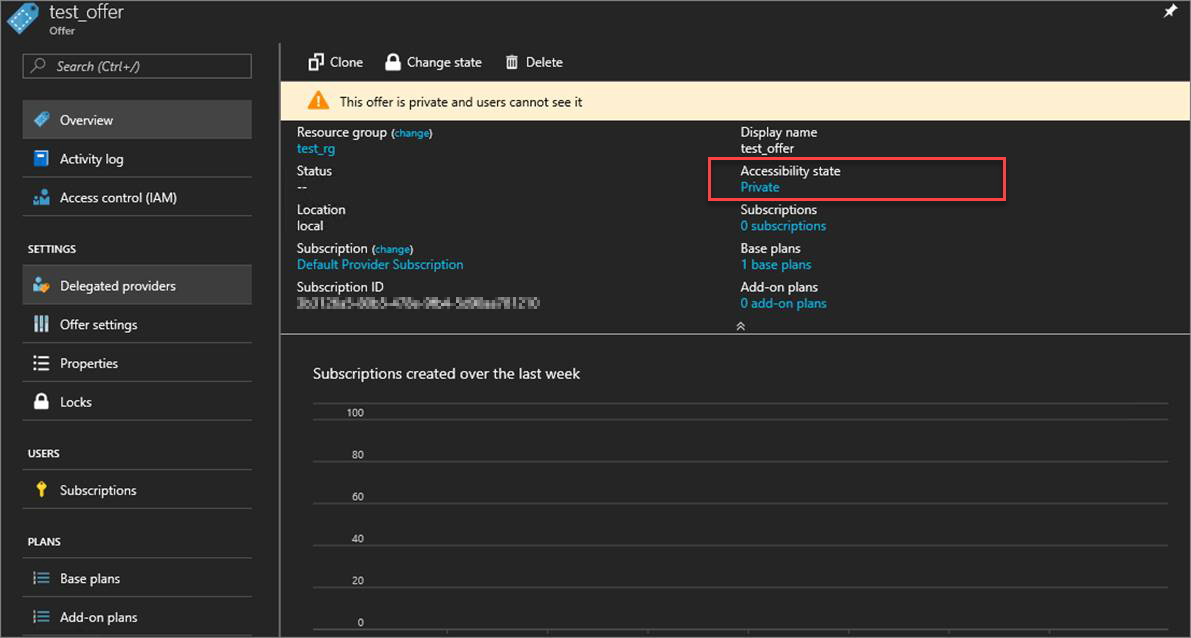 test_offer
Offer
Search (Ctrl+/)
Overview
Activity log
Access control (IAM)
SETTINGS
Delegated providers
Offer settings
Properties
Locks
USERS
Subscriptions
PLANS
Base plans
Add-on plans
Clone Change state Delete
This offer is private and users cannot see it
Resource group (change)
test_rg
Status
--
Location
local
Subscription (change)
Default Provider Subscription
Subscription ID
Display name
test_offer
Accessibility state
Private
Subscriptions
0 subscriptions
Base plans
1 base plans
Add-on plans
0 add-on plans
Subscriptions created over the last week
100
80
60
40
20
0